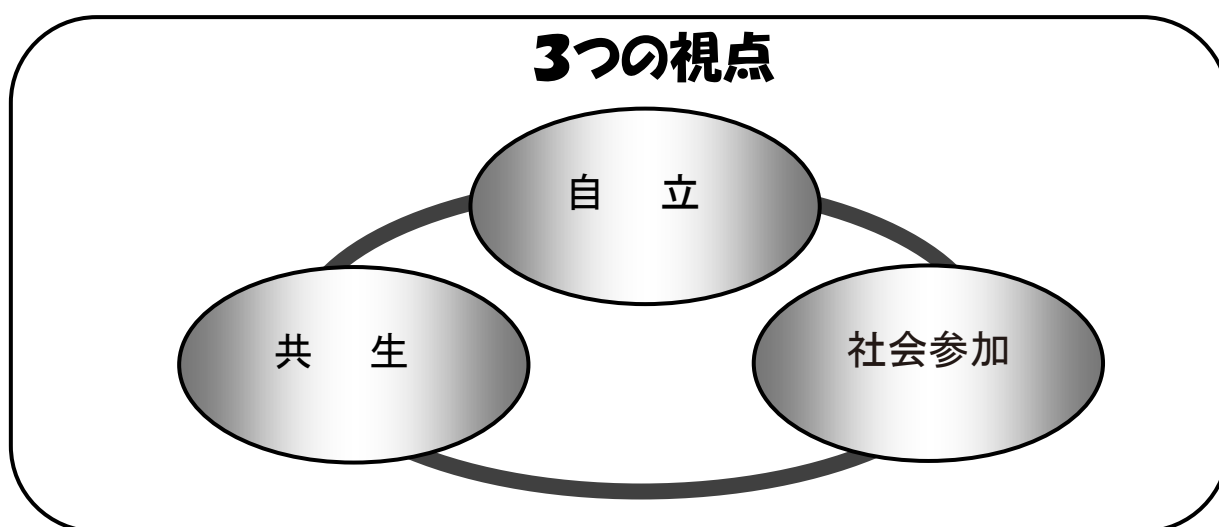 3つの視点
自　立
共　生
社会参加